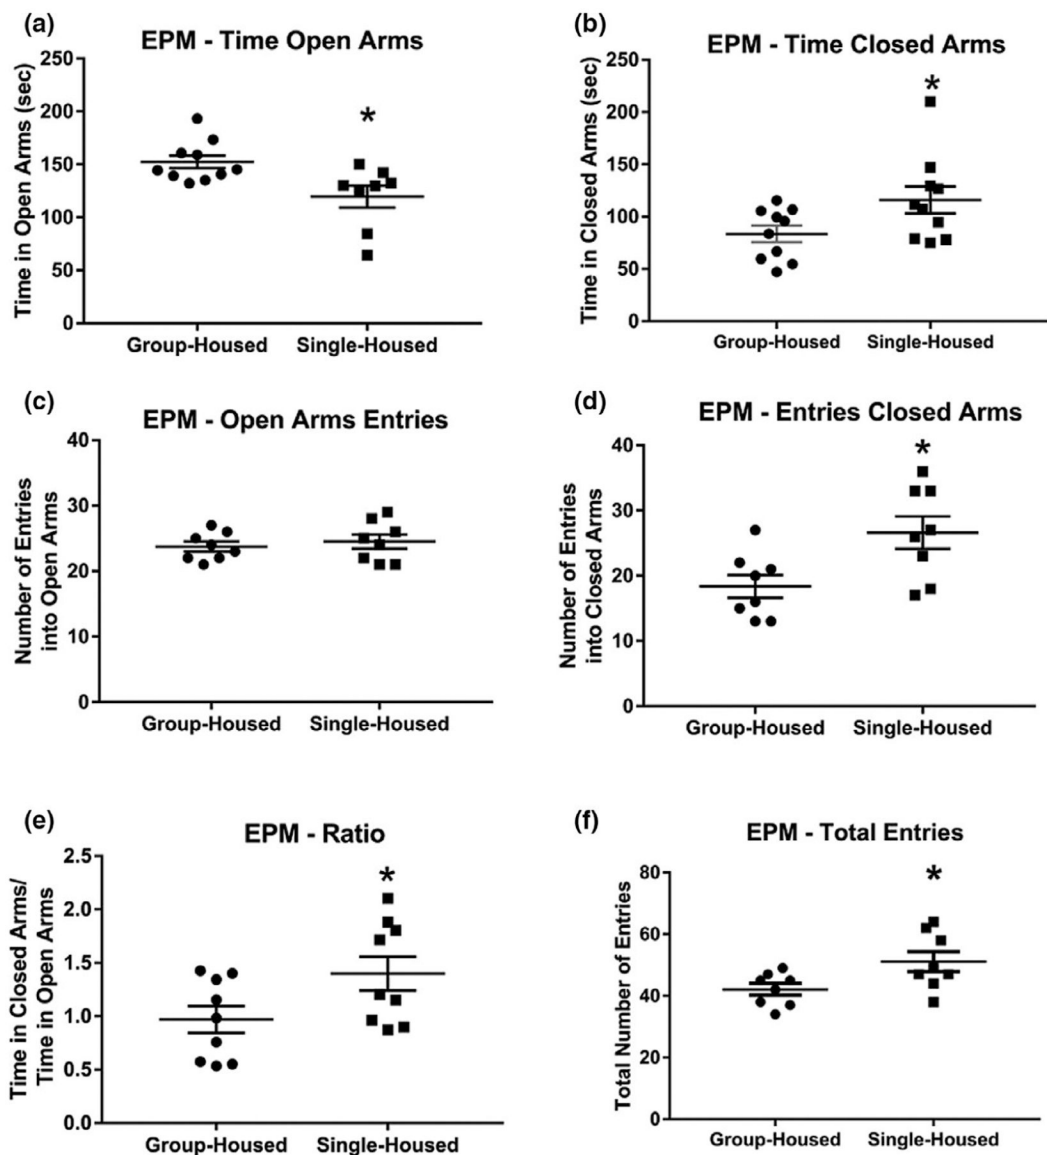 (a)
EPM - Time Open Arms
Time in Open Arms (sec)
250
200
150
100
50
0
*
Group-Housed Single-Housed
(b)
EPM - Time Closed Arms
Time in Closed Arms (sec)
250
200
150
100
50
0
*
Group-Housed Single-Housed
(c)
EPM - Open Arms Entries
Number of Entries
into Open Arms
40
30
20
10
0
Group-Housed Single-Housed
(d)
EPM - Entries Closed Arms
Number of Entries
into Closed Arms
40
30
20
10
0
*
Group-Housed Single-Housed
(e)
EPM - Ratio
Time in Closed Arms/
Time in Open Arms
2.5
2.0
1.5
1.0
0.5
0.0
*
Group-Housed Single-Housed
(f)
EPM - Total Entries
Total Number of Entries
80
60
40
20
0
*
Group-Housed Single-Housed